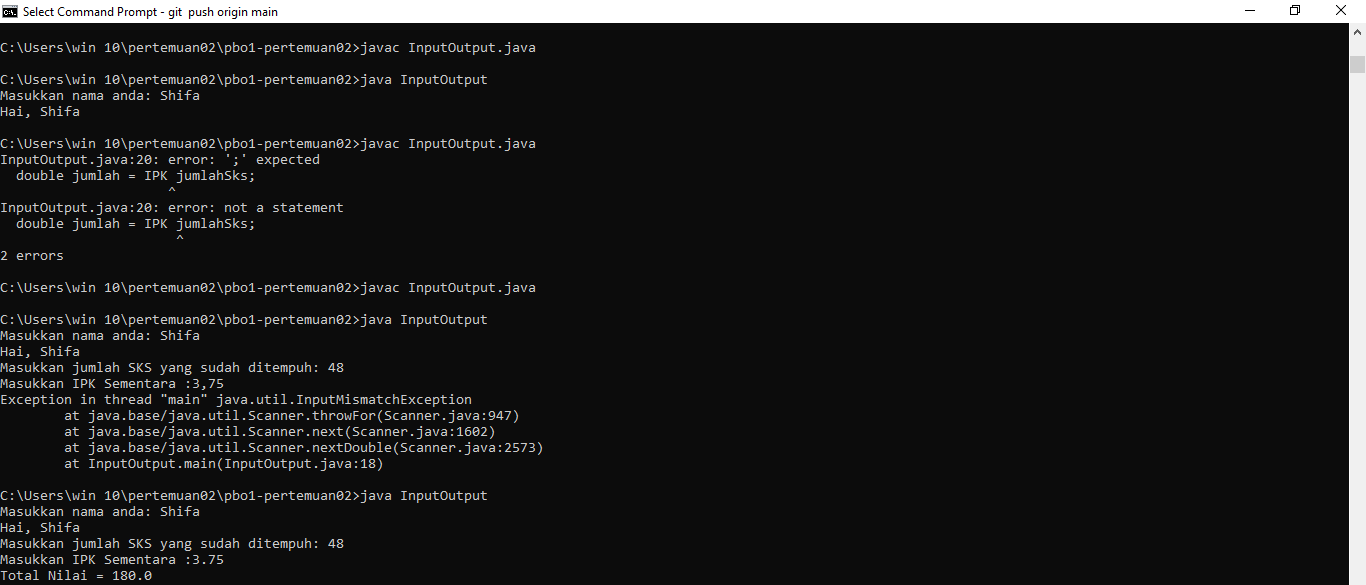 Select Command Prompt - git  push origin main
C:\Users\win 10\pertemuan02\pbo1-pertemuan02>javac InputOutput.java
C:\Users\win 10\pertemuan02\pbo1-pertemuan02>java InputOutput
Masukkan nama anda: Shifa
Hai, Shifa
C:\Users\win 10\pertemuan02\pbo1-pertemuan02>javac InputOutput.java
InputOutput.java:20: error: ';' expected
  double jumlah = IPK jumlahSks;
                     ^
InputOutput.java:20: error: not a statement
  double jumlah = IPK jumlahSks;
                      ^
2 errors
C:\Users\win 10\pertemuan02\pbo1-pertemuan02>javac InputOutput.java
C:\Users\win 10\pertemuan02\pbo1-pertemuan02>java InputOutput
Masukkan nama anda: Shifa
Hai, Shifa
Masukkan jumlah SKS yang sudah ditempuh: 48
Masukkan IPK Sementara :3,75
Exception in thread "main" java.util.InputMismatchException
        at java.base/java.util.Scanner.throwFor(Scanner.java:947)
        at java.base/java.util.Scanner.next(Scanner.java:1602)
        at java.base/java.util.Scanner.nextDouble(Scanner.java:2573)
        at InputOutput.main(InputOutput.java:18)
C:\Users\win 10\pertemuan02\pbo1-pertemuan02>java InputOutput
Masukkan nama anda: Shifa
Hai, Shifa
Masukkan jumlah SKS yang sudah ditempuh: 48
Masukkan IPK Sementara :3.75
Total Nilai = 180.0